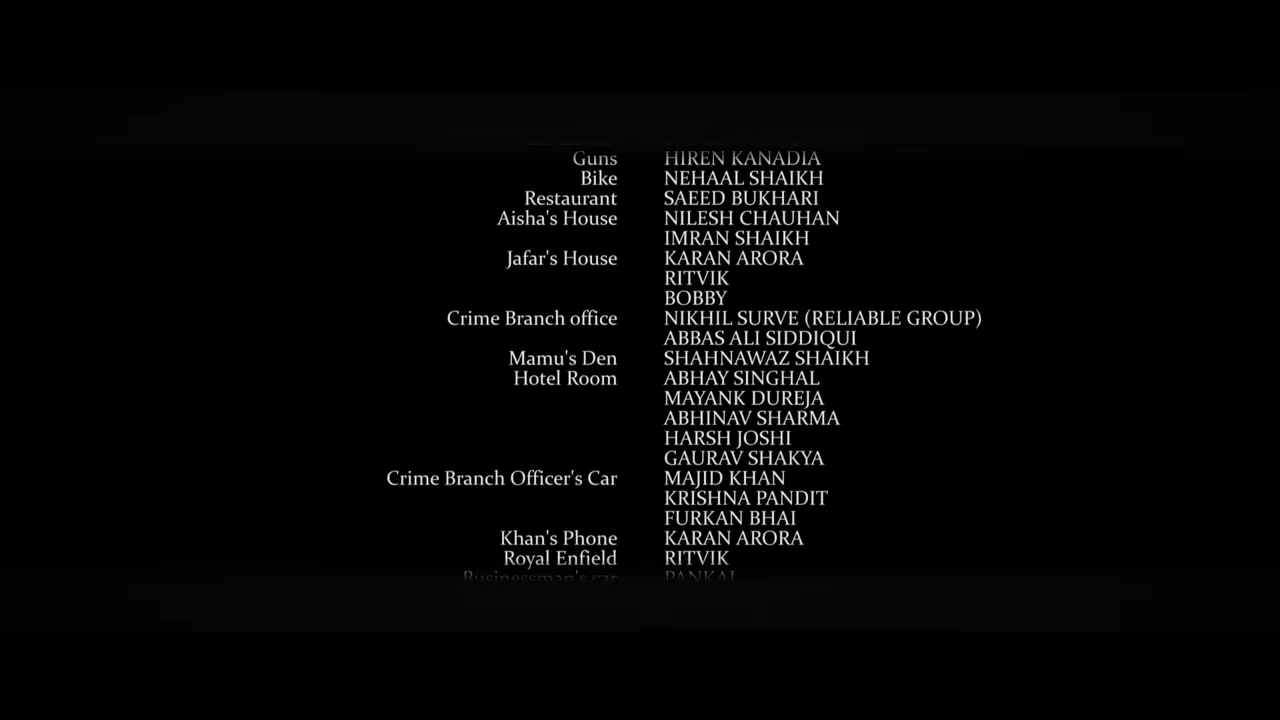 Guns HIREN KANADIA
Bike NEHAAL SHAIKH
Restaurant SAEED BUKHARI
Aisha's House NILESH CHAUHAN
IMRAN SHAIKH
Jafar's House KARAN ARORA
RITVIK
BOBBY
Crime Branch office NIKHIL SURVE (RELIABLE GROUP)
ABBAS ALI SIDDIQUI
Mamu's Den SHAHNAWAZ SHAIKH
Hotel Room ABHAY SINGHAL
MAYANK DUREJA
ABHINAV SHARMA
HARSH JOSHI
GAURAV SHAKYA
Crime Branch Officer's Car MAJID KHAN
KRISHNA PANDIT
FURKAN BHAI
Khan's Phone KARAN ARORA
Royal Enfield RITVIK
Businessman's car PANKAJ